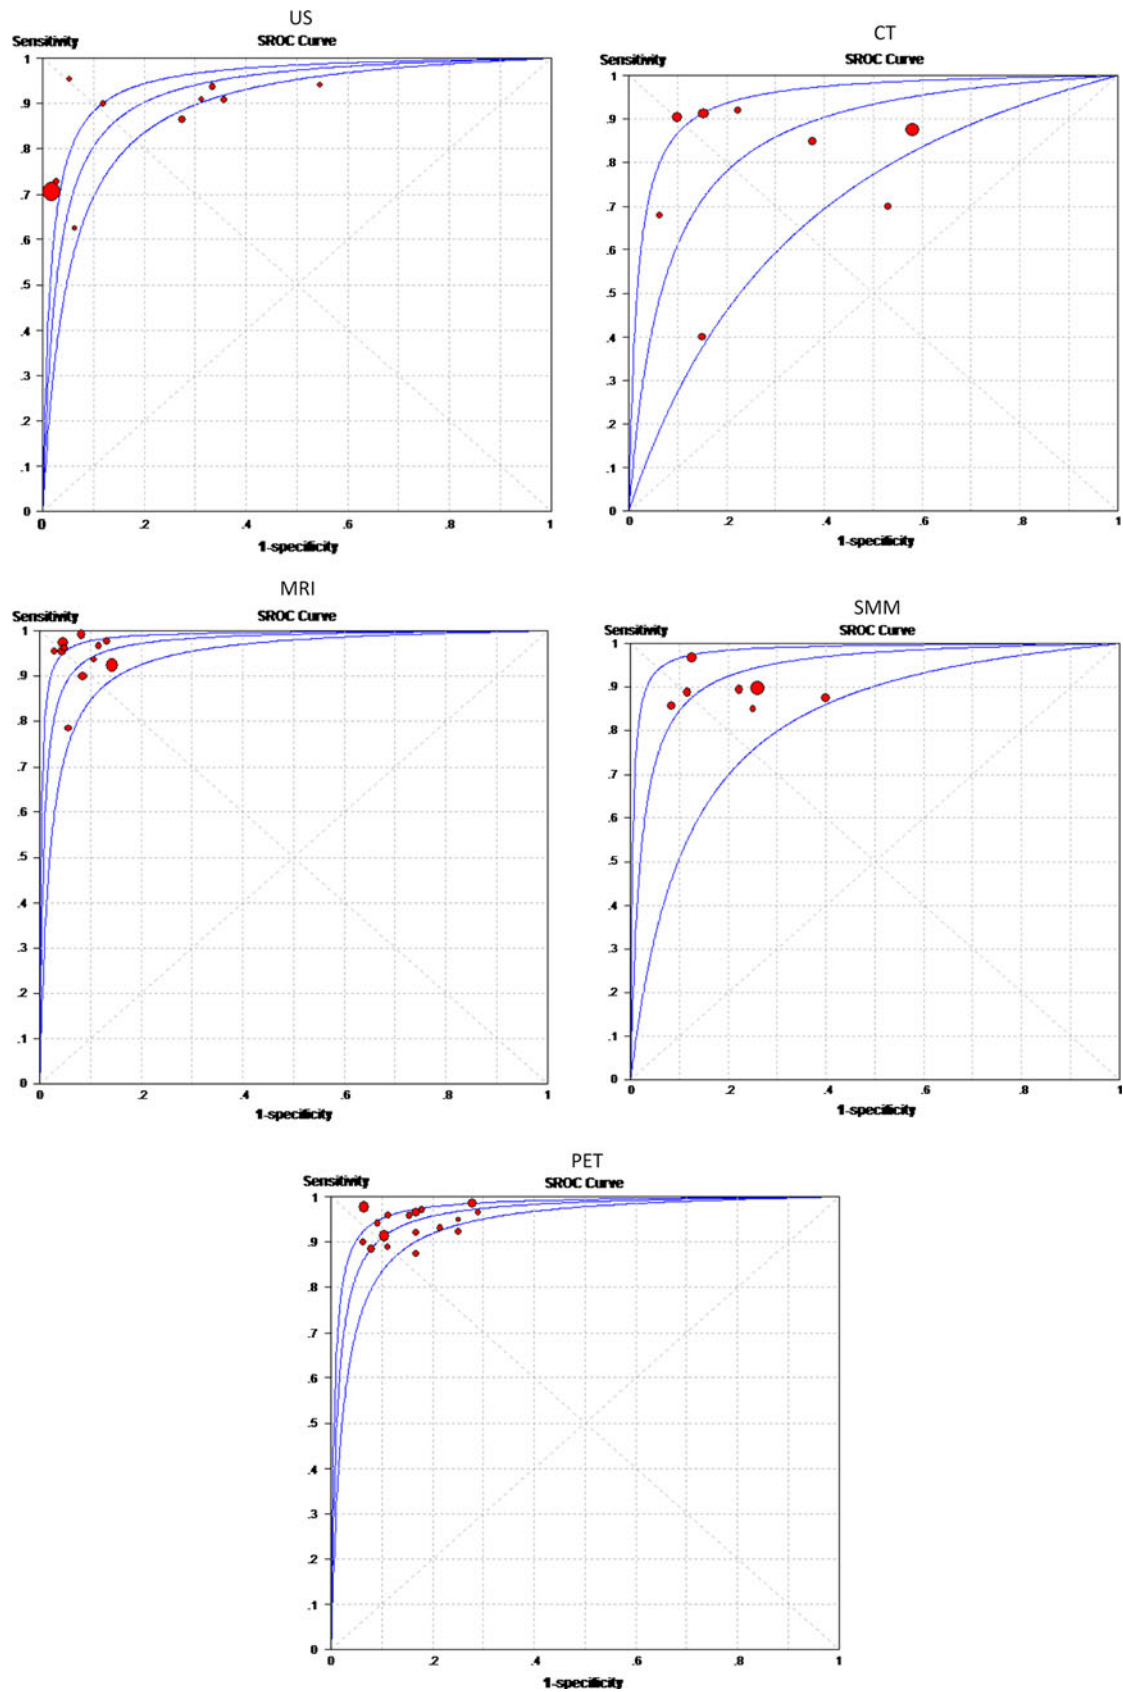 US
Sensitivity SROC Curve
1
.9
.8
.7
.6
.5
.4
.3
.2
.1
0
0 .2 .4 .6 .8 1
1-specificity
CT
Sensitivity SROC Curve
1
.9
.8
.7
.6
.5
.4
.3
.2
.1
0
0 .2 .4 .6 .8 1
1-specificity
MRI
Sensitivity SROC Curve
1
.9
.8
.7
.6
.5
.4
.3
.2
.1
0
0 .2 .4 .6 .8 1
1-specificity
SMM
Sensitivity SROC Curve
1
.9
.8
.7
.6
.5
.4
.3
.2
.1
0
0 .2 .4 .6 .8 1
1-specificity
PET
Sensitivity SROC Curve
1
.9
.8
.7
.6
.5
.4
.3
.2
.1
0
0 .2 .4 .6 .8 1
1-specificity